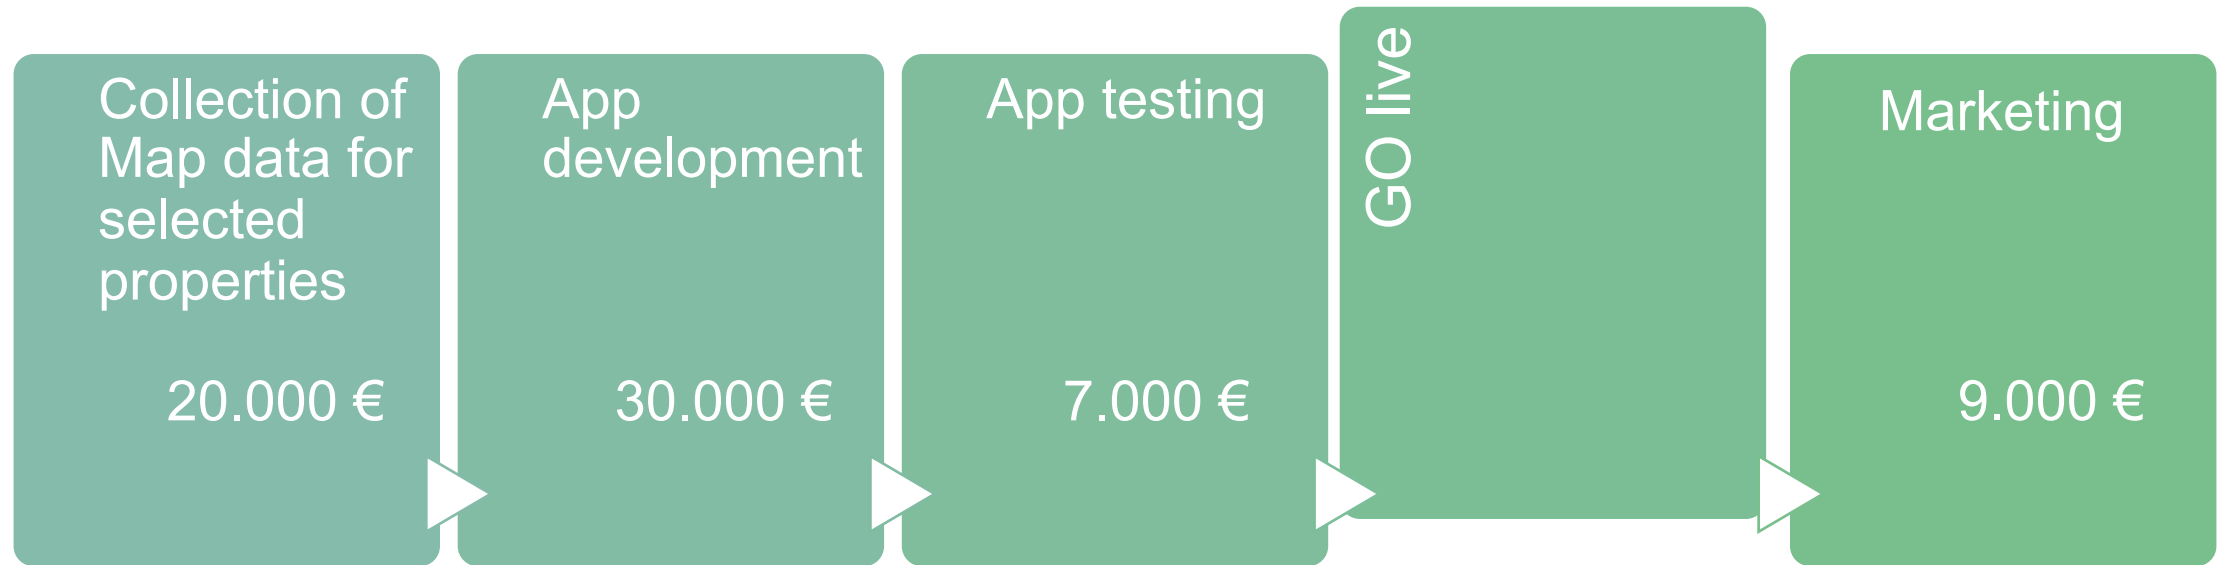 Collection of
Map data for
selected
properties
20.000 €
App
development
30.000 €
App testing
7.000 €
GO live
Marketing
9.000 €